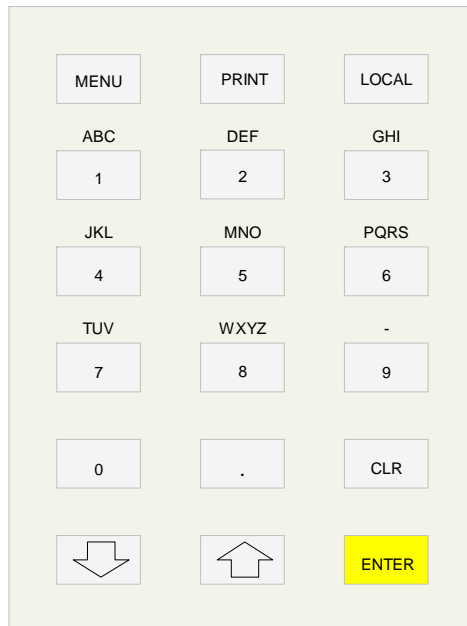 MENU PRINT LOCAL
ABC DEF GHI
1 2 3
JKL MNO PQRS
4 5 6
TUV WXYZ -
7 8 9
0 . CLR
ENTER